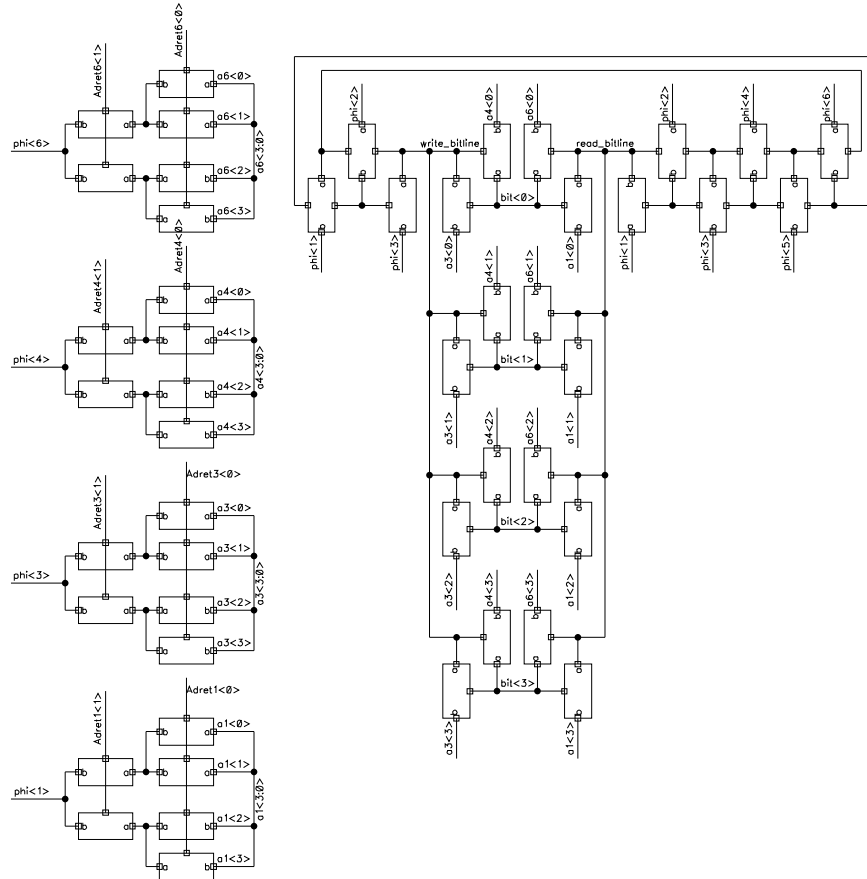 Adret6<0>
Adret6<1>
b a a6<0>
b a b a a6<1>
phi<6>
a6<3:0>
b a a b a6<2>
a b a6<3>
Adret4<0>
Adret4<1>
b a a4<0>
b a b a a4<1>
phi<4>
a4<3:0>
b a a b a4<2>
a b a4<3>
Adret3<0>
Adret3<1>
b a a3<0>
b a b a a3<1>
phi<3>
a3<3:0>
b a a b a3<2>
a b a3<3>
Adret1<0>
Adret1<1>
b a a1<0>
b a b a a1<1>
phi<1>
a1<3:0>
b a a b a1<2>
a b a1<3>
phi<2>
a4<0>
a6<0>
phi<2>
phi<4>
phi<6>
write_bitline
read_bitline
bit<0>
phi<1>
phi<3>
a3<0>
a1<0>
phi<1>
phi<3>
phi<5>
a4<1>
a6<1>
bit<1>
a3<1>
a1<1>
a4<2>
a6<2>
bit<2>
a3<2>
a1<2>
a4<3>
a6<3>
bit<3>
a3<3>
a1<3>